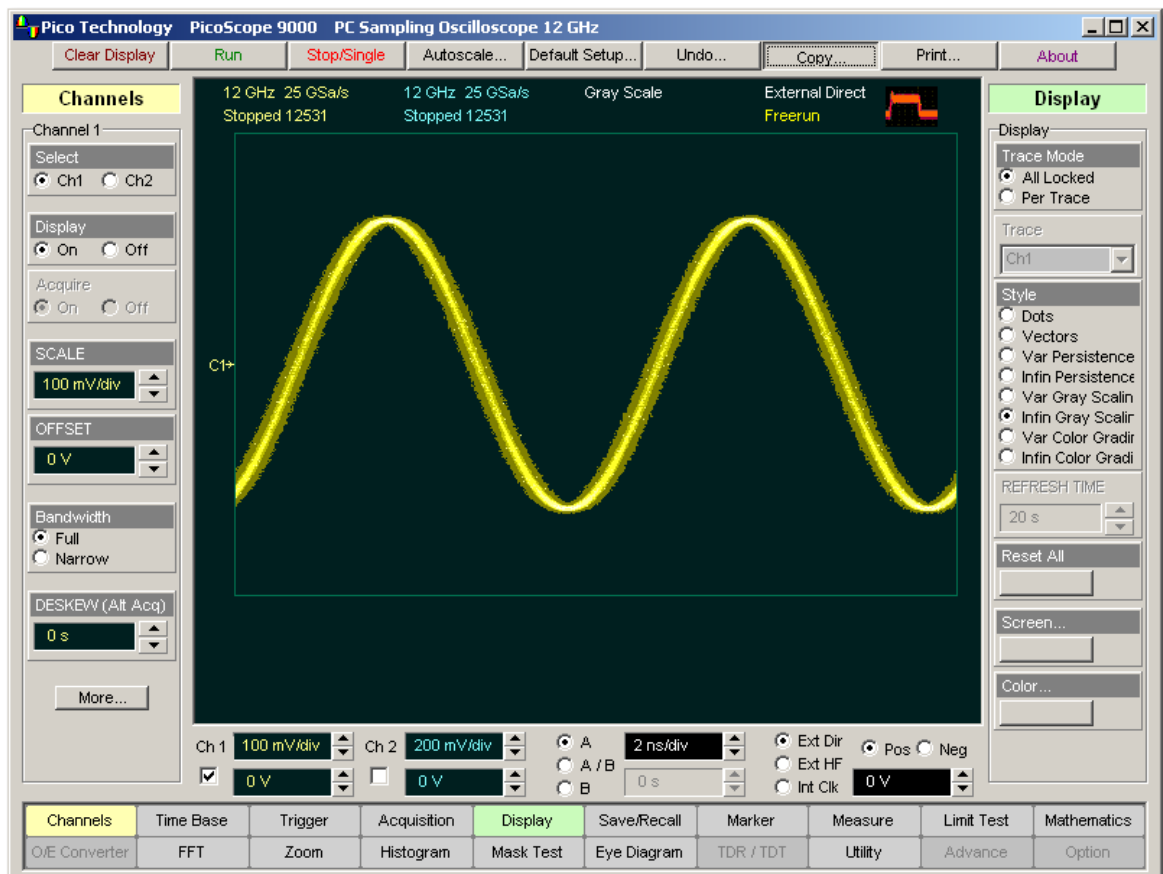 Pico Technology PicoScope 9000 PC Sampling Oscilloscope 12 GHz
Clear Display Run Stop/Single Autoscale... Default Setup... Undo... Copy... Print... About
Channels
Channel 1
Select
Ch1 Ch2
Display
On Off
Acquire
On Off
SCALE
100 mV/div
OFFSET
0 V
Bandwidth
Full
Narrow
DESKEW (Alt Acq)
0 s
More...
12 GHz 25 GSa/s 12 GHz 25 GSa/s Gray Scale External Direct
Stopped 12531 Stopped 12531 Freerun
C1
Display
Display
Trace Mode
All Locked
Per Trace
Trace
Ch1
Style
Dots
Vectors
Var Persistence
Infin Persistence
Var Gray Scalin
Infin Gray Scalin
Var Color Gradin
Infin Color Gradi
REFRESH TIME
20 s
Reset All
Screen...
Color...
Ch 1 100 mV/div Ch 2 200 mV/div A 2 ns/div Ext Dir Pos Neg
A / B Ext HF
0 V 0 V B 0 s Int Clk 0 V
Channels Time Base Trigger Acquisition Display Save/Recall Marker Measure Limit Test Mathematics
O/E Converter FFT Zoom Histogram Mask Test Eye Diagram TDR / TDT Utility Advance Option